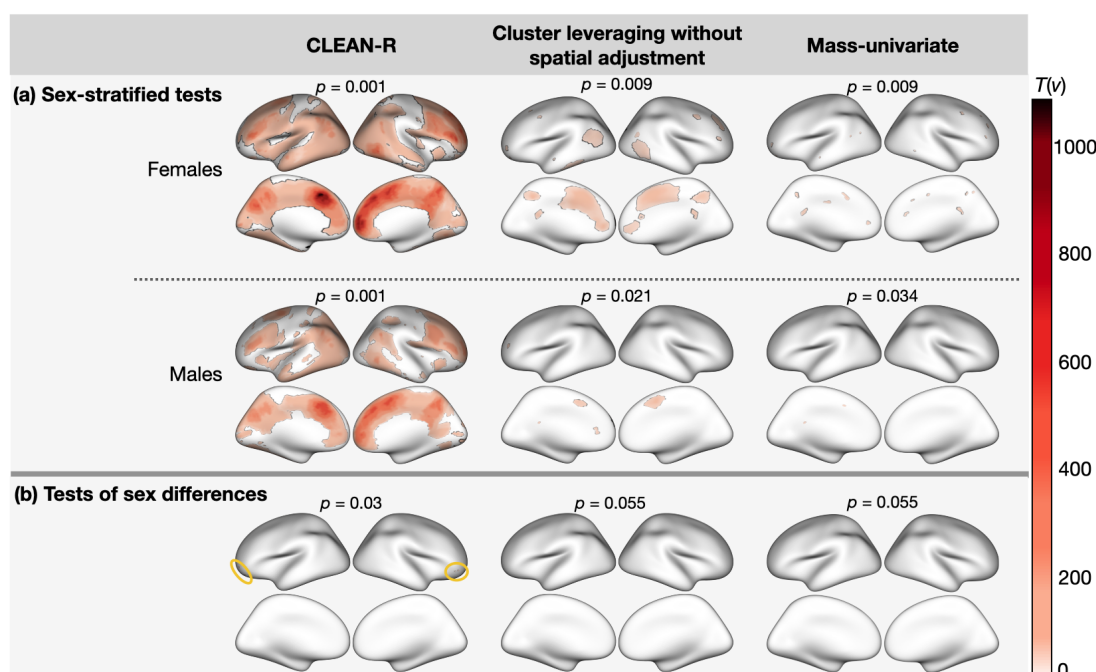 CLEAN-R
Cluster leveraging without
spatial adjustment
Mass-univariate
(a) Sex-stratified tests
p = 0.001
p = 0.009
p = 0.009
T(v)
Females
p = 0.001
p = 0.021
p = 0.034
Males
(b) Tests of sex differences
p = 0.03
p = 0.055
p = 0.055
1000
800
600
400
200
0